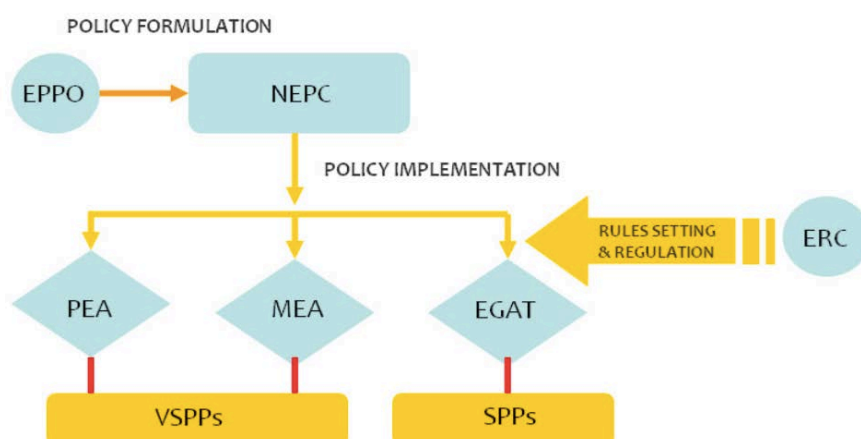 POLICY FORMULATION
EPPO
NEPC
POLICY IMPLEMENTATION
RULES SETTING
& REGULATION
ERC
PEA
MEA
EGAT
VSPPs
SPPs